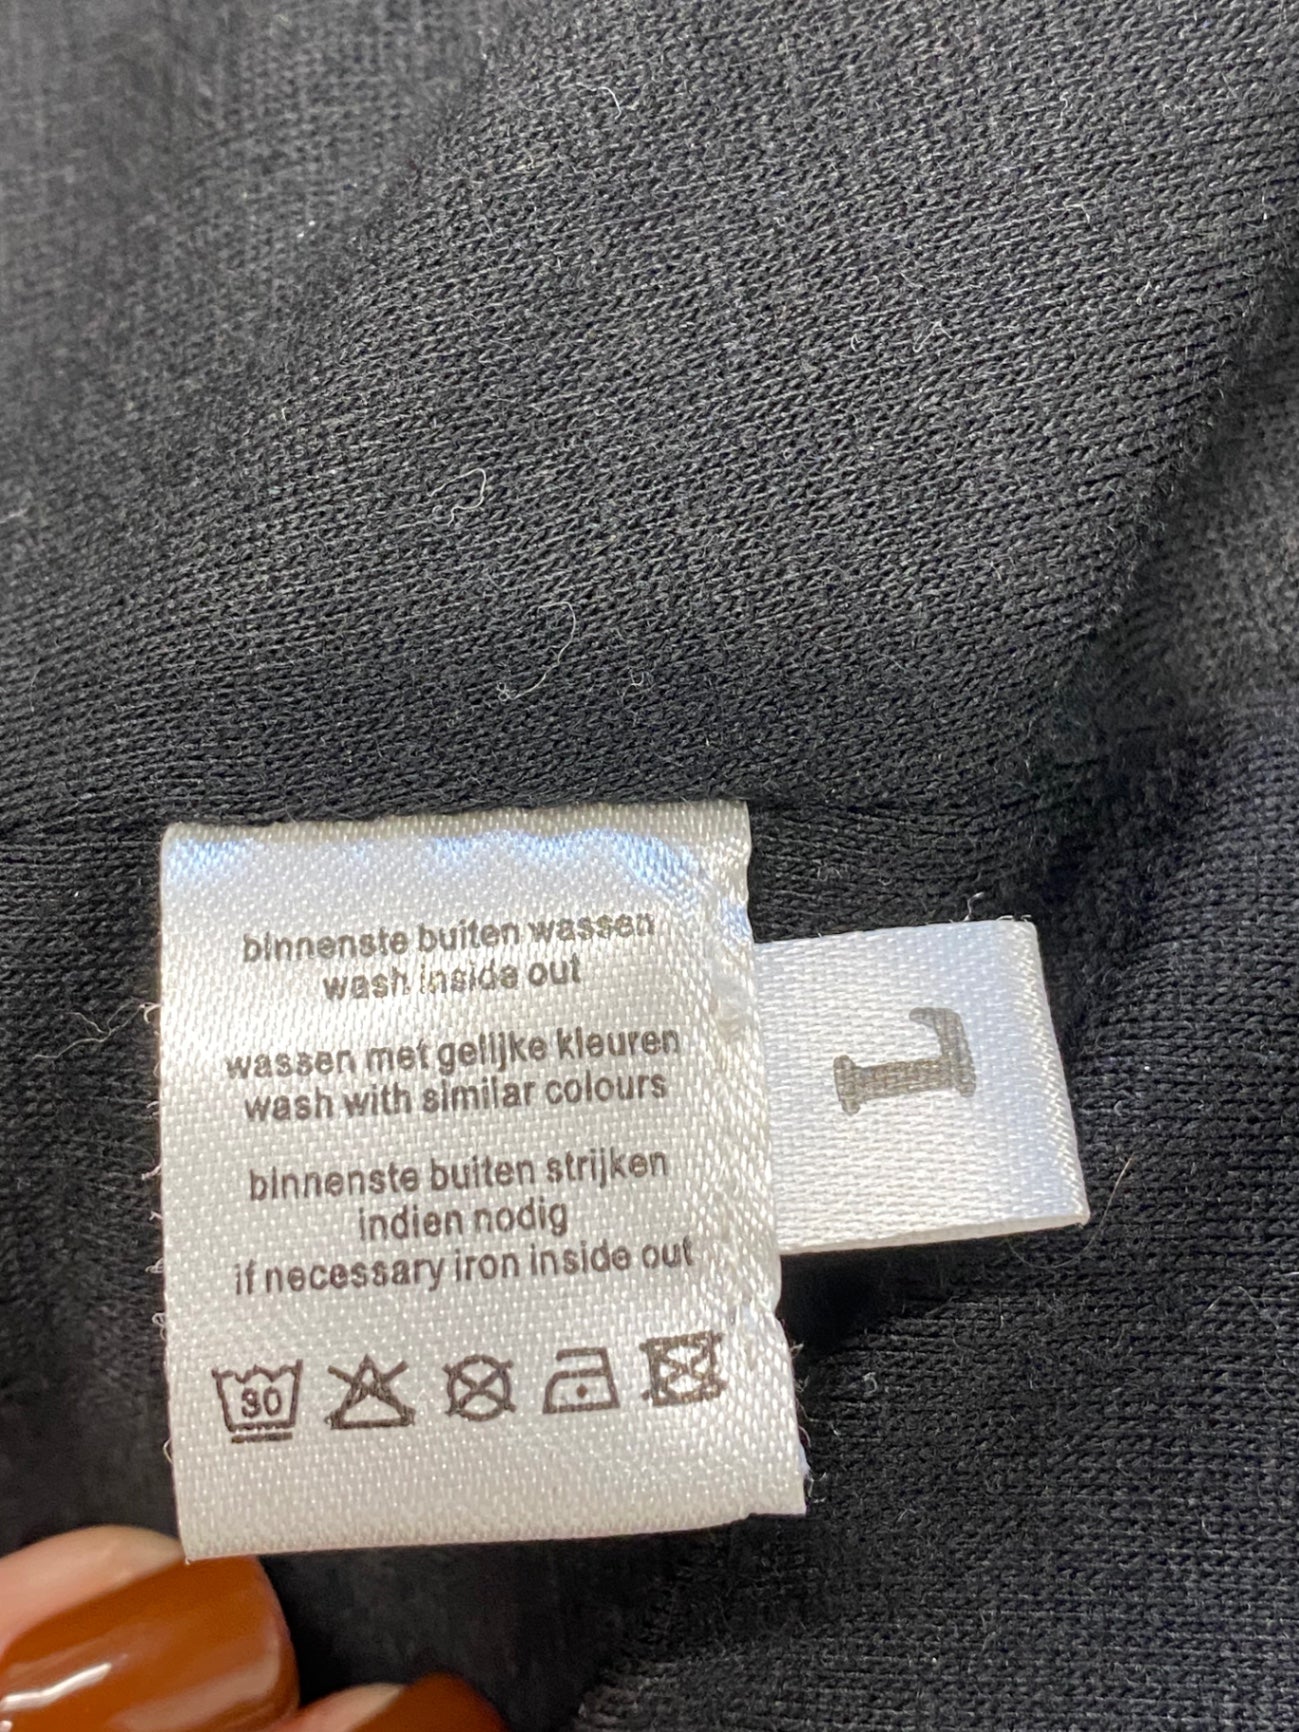 binnenste buiten wassen
wash inside out
wassen met gelijke kleuren
wash with similar colours
binnenste buiten strijken
indien nodig
if necessary iron inside out
30
L